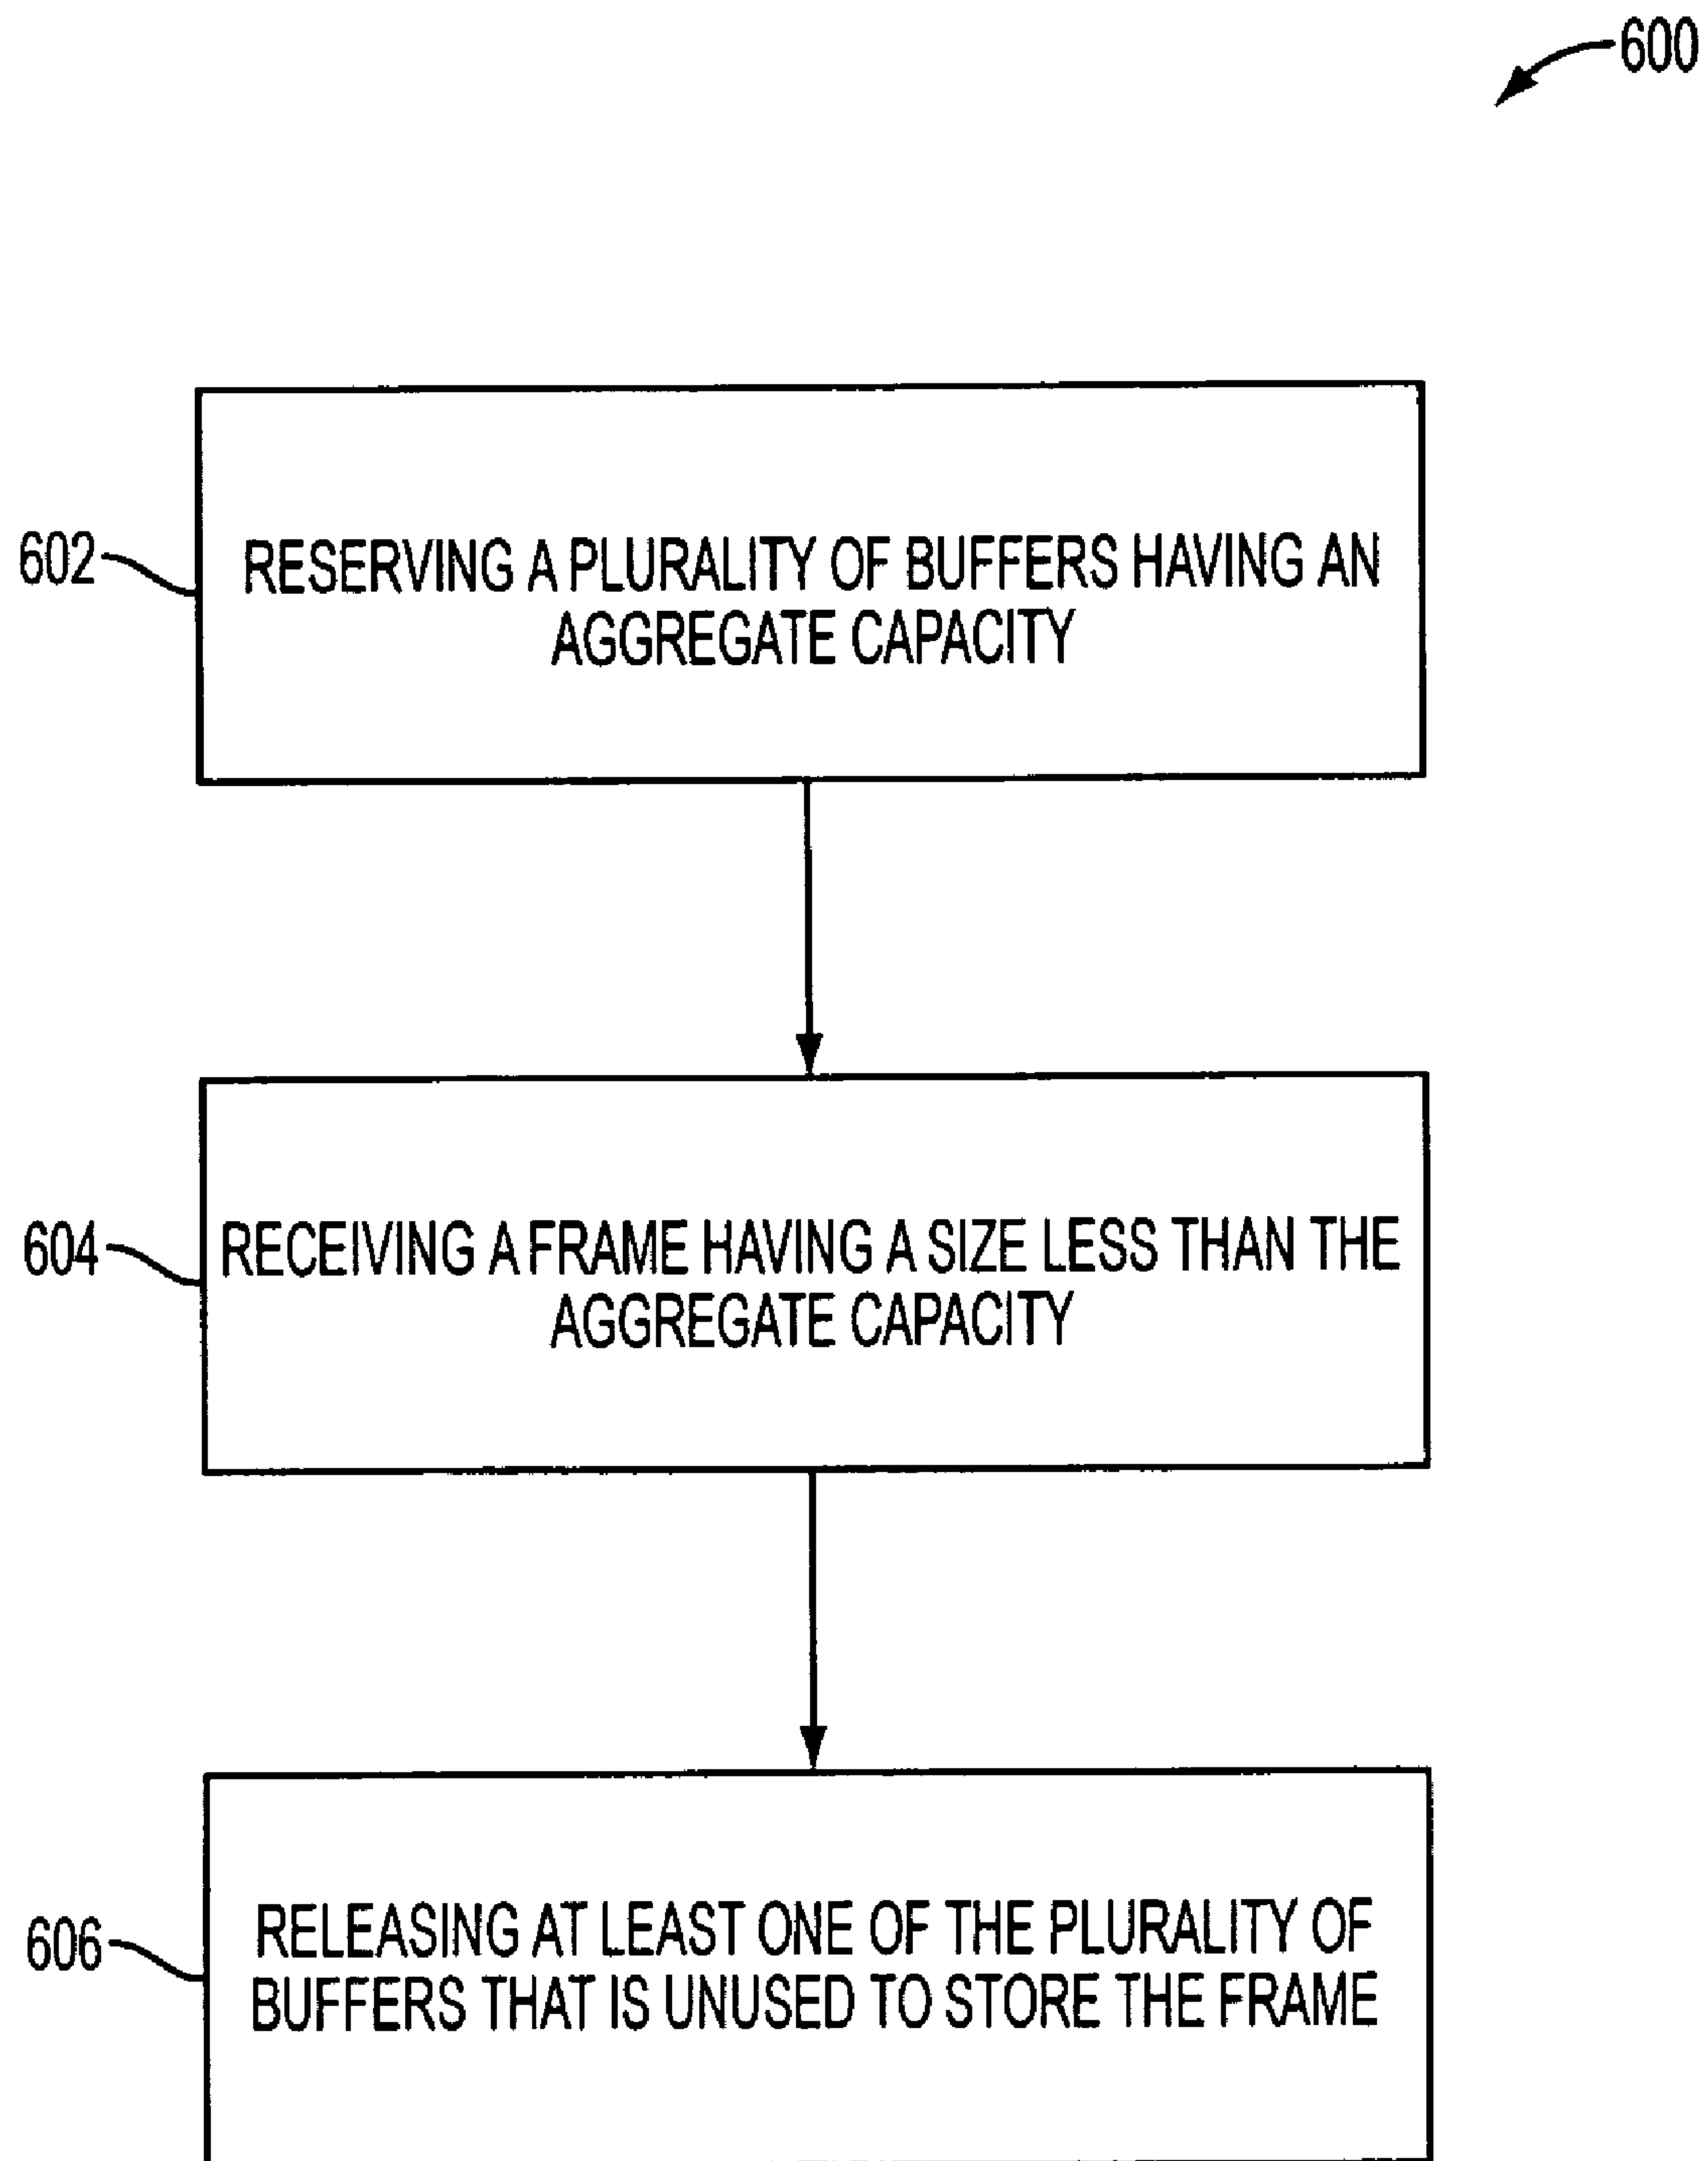 600
602
RESERVING A PLURALITY OF BUFFERS HAVING AN
AGGREGATE CAPACITY
604
RECEIVING A FRAME HAVING A SIZE LESS THAN THE
AGGREGATE CAPACITY
606
RELEASING AT LEAST ONE OF THE PLURALITY OF
BUFFERS THAT IS UNUSED TO STORE THE FRAME